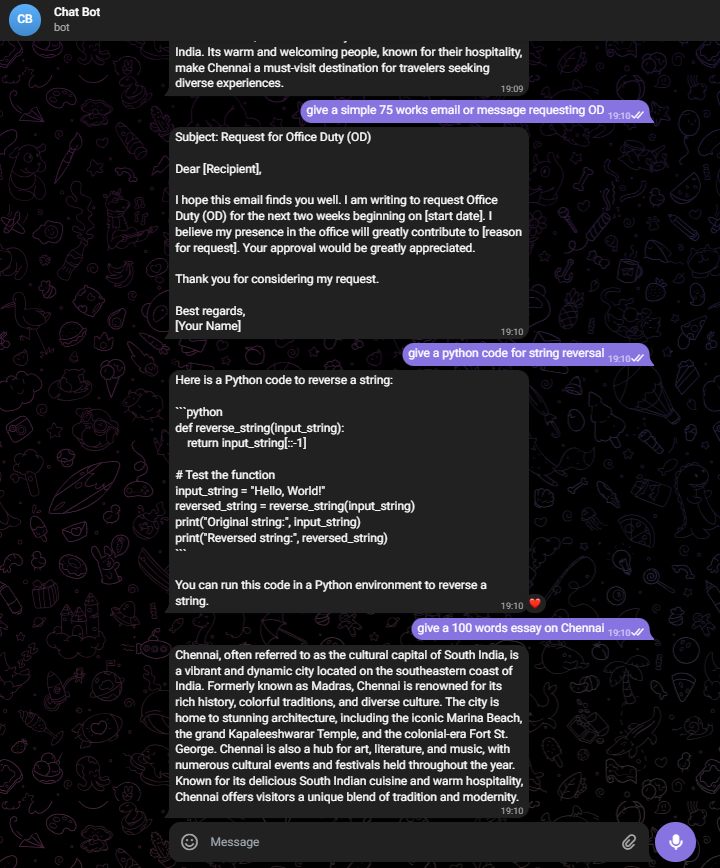 CB
Chat Bot
bot
India. Its warm and welcoming people, known for their hospitality,
make Chennai a must-visit destination for travelers seeking
diverse experiences.
19:09
give a simple 75 works email or message requesting OD 19:10
Subject: Request for Office Duty (OD)
Dear [Recipient],
I hope this email finds you well. I am writing to request Office
Duty (OD) for the next two weeks beginning on [start date]. I
believe my presence in the office will greatly contribute to [reason
for request]. Your approval would be greatly appreciated.
Thank you for considering my request.
Best regards,
[Your Name]
19:10
give a python code for string reversal 19:10
Here is a Python code to reverse a string:
```python
def reverse_string(input_string):
    return input_string[::-1]
# Test the function
input_string = "Hello, World!"
reversed_string = reverse_string(input_string)
print("Original string:", input_string)
print("Reversed string:", reversed_string)
```
You can run this code in a Python environment to reverse a
string.
19:10
give a 100 words essay on Chennai 19:10
Chennai, often referred to as the cultural capital of South India, is
a vibrant and dynamic city located on the southeastern coast of
India. Formerly known as Madras, Chennai is renowned for its
rich history, colorful traditions, and diverse culture. The city is
home to stunning architecture, including the iconic Marina Beach,
the grand Kapaleeshwarar Temple, and the colonial-era Fort St.
George. Chennai is also a hub for art, literature, and music, with
numerous cultural events and festivals held throughout the year.
Known for its delicious South Indian cuisine and warm hospitality,
Chennai offers visitors a unique blend of tradition and modernity.
19:10
Message